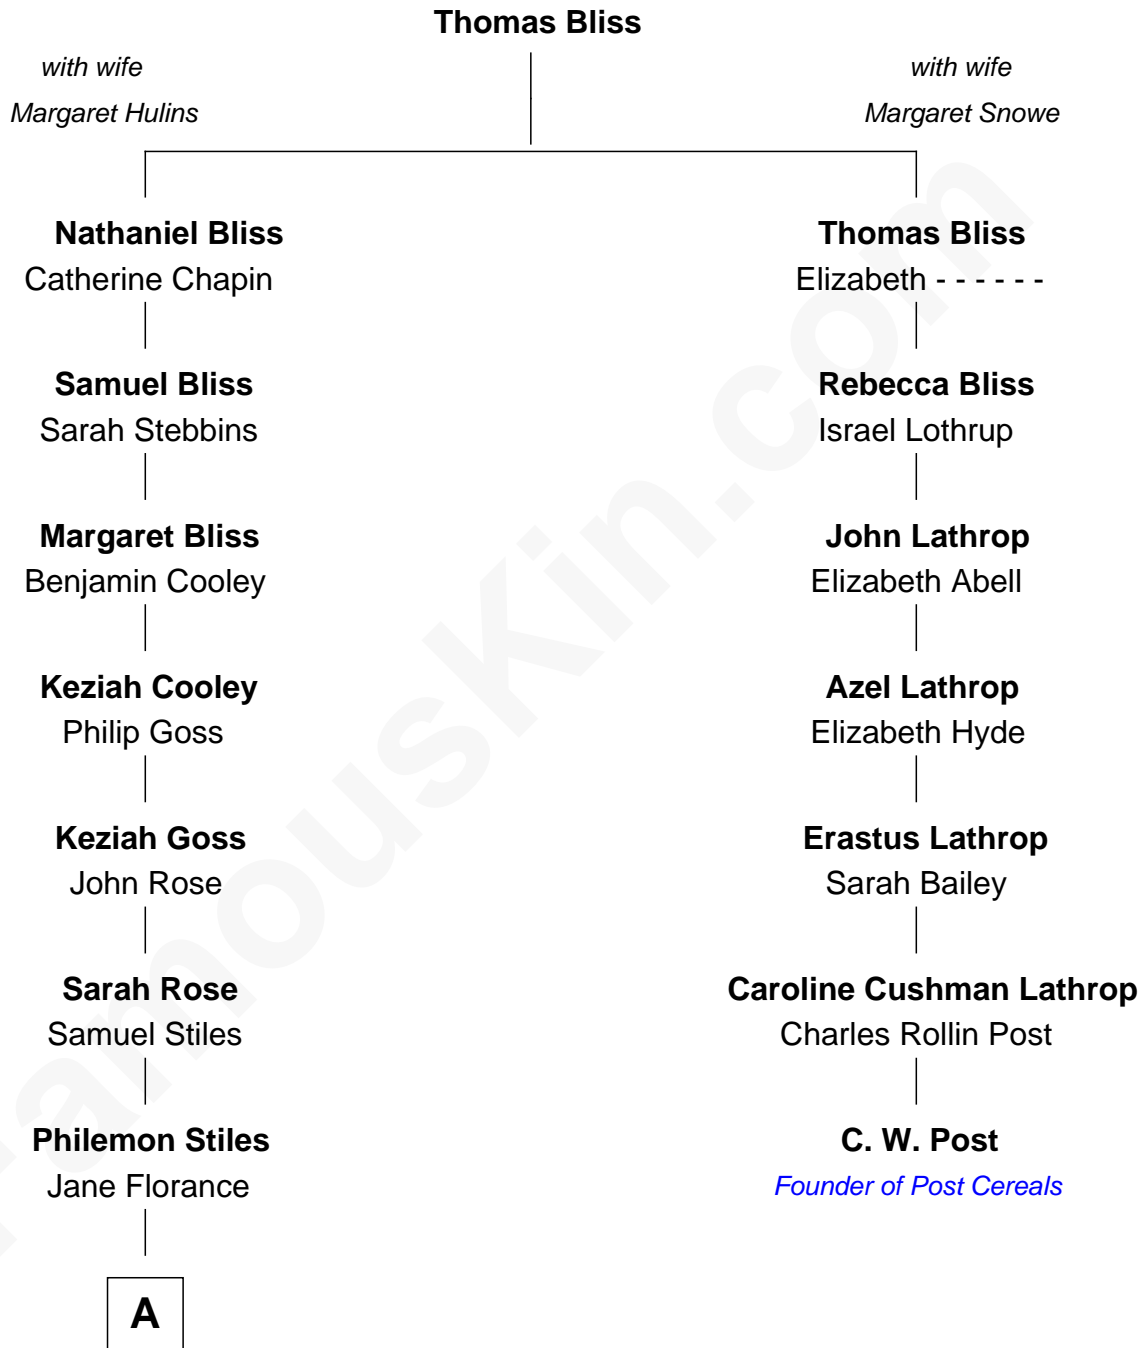 Thomas Bliss
with wife
Margaret Hulins
with wife
Margaret Snowe
Nathaniel Bliss
Catherine Chapin
Thomas Bliss
Elizabeth - - - - - -
Samuel Bliss
Sarah Stebbins
Rebecca Bliss
Israel Lothrup
Margaret Bliss
Benjamin Cooley
John Lathrop
Elizabeth Abell
Keziah Cooley
Philip Goss
Azel Lathrop
Elizabeth Hyde
Keziah Goss
John Rose
Erastus Lathrop
Sarah Bailey
Sarah Rose
Samuel Stiles
Caroline Cushman Lathrop
Charles Rollin Post
Philemon Stiles
Jane Florance
C. W. Post
Founder of Post Cereals
A
FamousKin.com